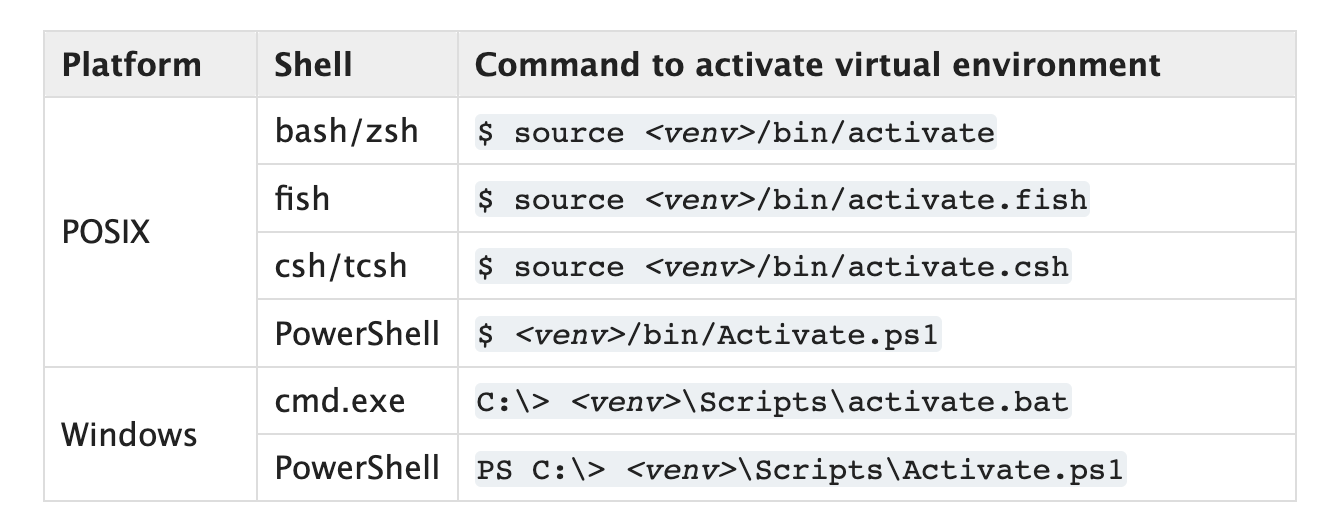 Platform Shell Command to activate virtual environment
POSIX bash/zsh $ source <venv>/bin/activate
fish $ source <venv>/bin/activate.fish
csh/tcsh $ source <venv>/bin/activate.csh
PowerShell $ <venv>/bin/Activate.ps1
Windows cmd.exe C:\> <venv>\Scripts\activate.bat
PowerShell PS C:\> <venv>\Scripts\Activate.ps1